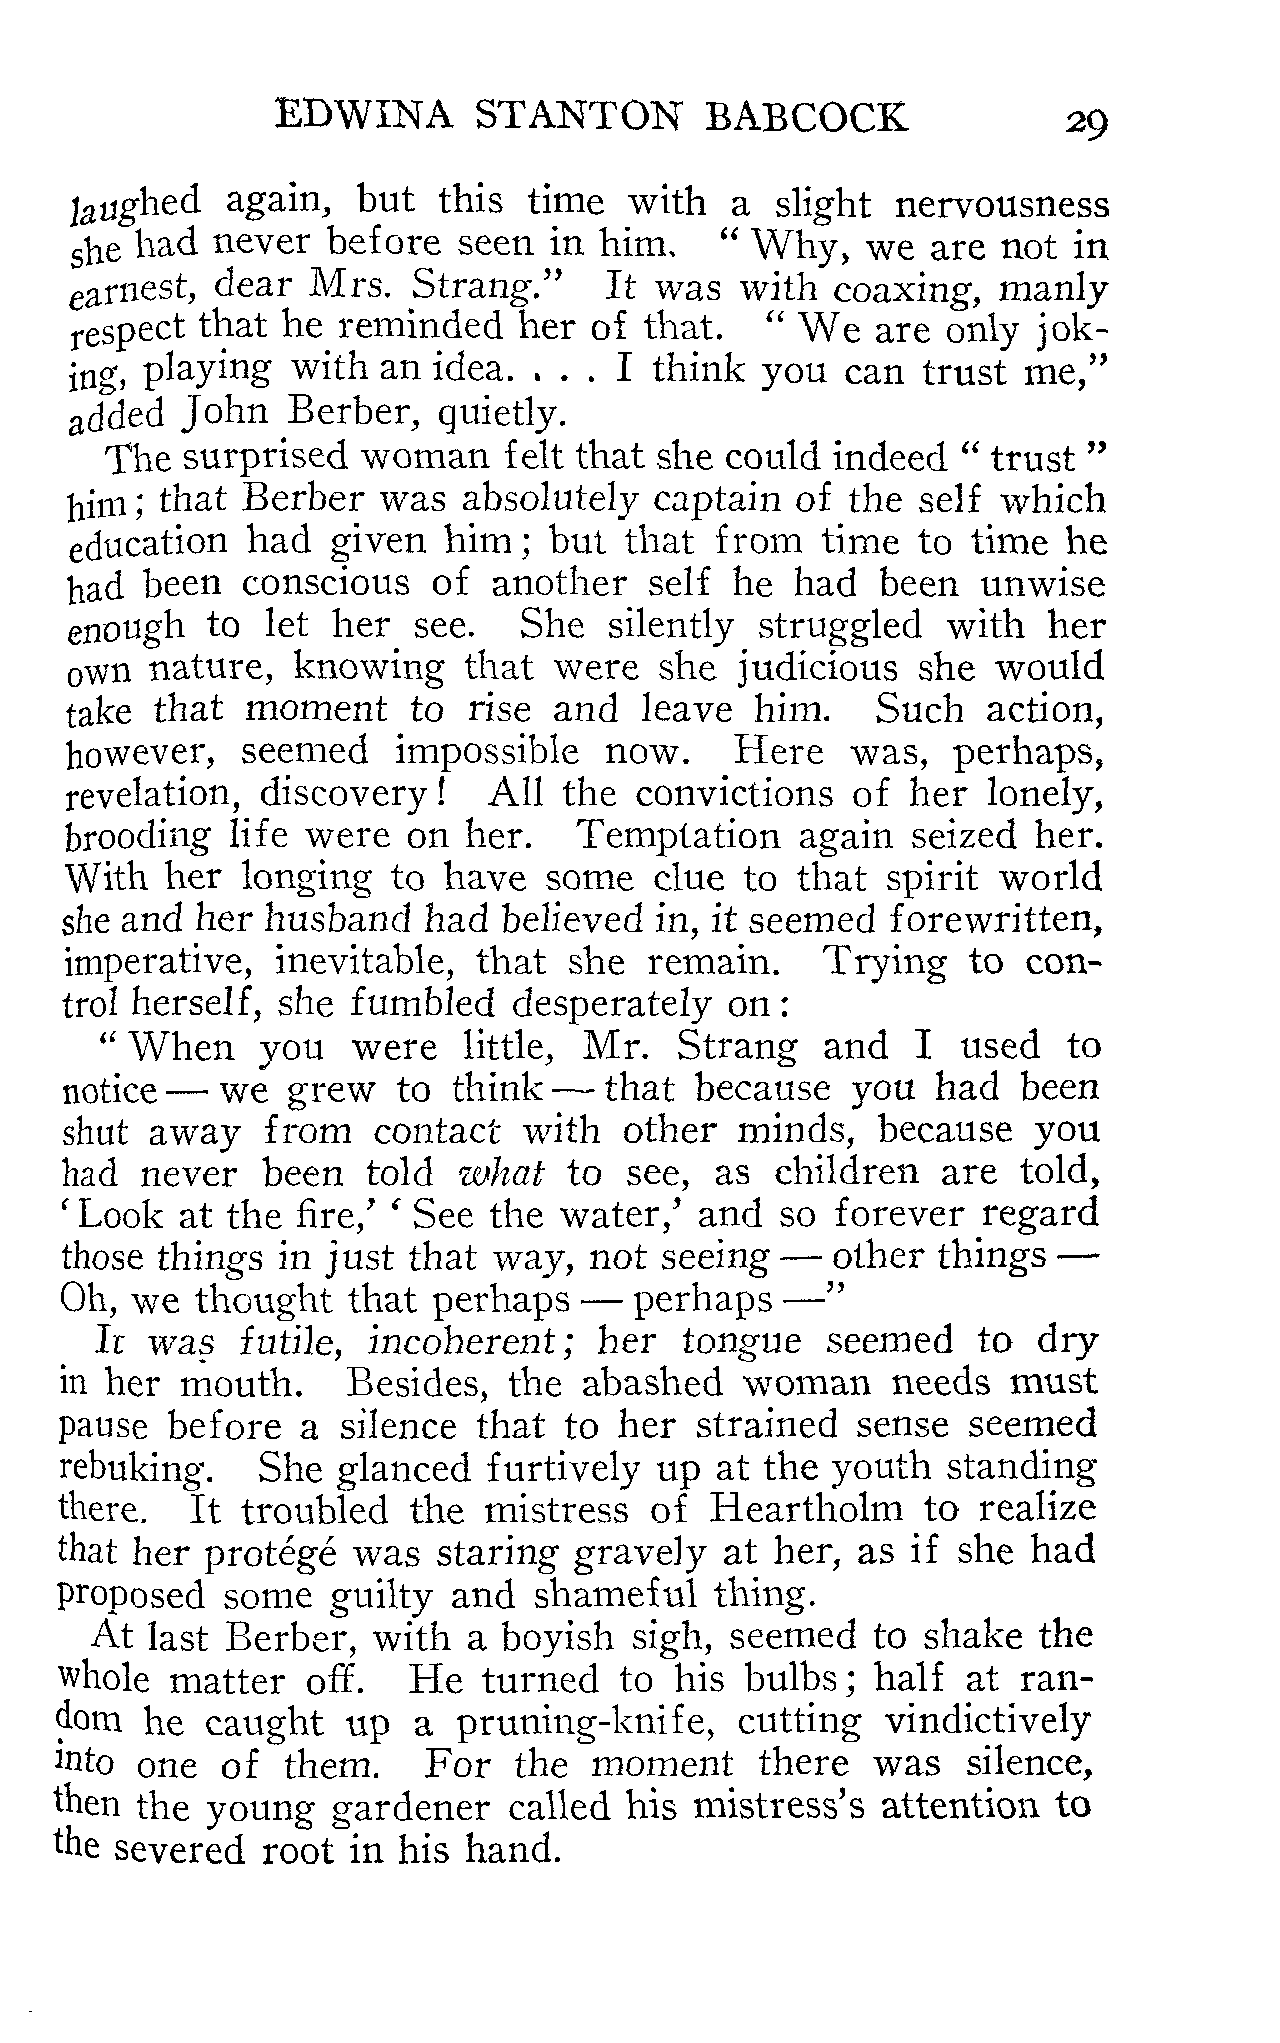 EDWINA STANTON BABCOCK 29
laughed again, but this time with a slight nervousness
she had never before seen in him. " Why, we are not in
earnest, dear Mrs. Strang." It was with coaxing, manly
respect that he reminded her of that. " We are only jok-
ing, playing with an idea. . . . I think you can trust me,"
added John Berber, quietly.
The surprised woman felt that she could indeed " trust "
him; that Berber was absolutely captain of the self which
education had given him; but that from time to time he
had been conscious of another self he had been unwise
enough to let her see. She silently struggled with her
own nature, knowing that were she judicious she would
take that moment to rise and leave him. Such action,
however, seemed impossible now. Here was, perhaps,
revelation, discovery! All the convictions of her lonely,
brooding life were on her. Temptation again seized her.
With her longing to have some clue to that spirit world
she and her husband had believed in, it seemed forewritten,
imperative, inevitable, that she remain. Trying to con-
trol herself, she fumbled desperately on:
" When you were little, Mr. Strang and I used to
notice — we grew to think — that because you had been
shut away from contact with other minds, because you
had never been told what to see, as children are told,
' Look at the fire,' ' See the water,' and so forever regard
those things in just that way, not seeing — other things —
Oh, we thought that perhaps — perhaps —"
It was futile, incoherent; her tongue seemed to dry
in her mouth. Besides, the abashed woman needs must
pause before a silence that to her strained sense seemed
rebuking. She glanced furtively up at the youth standing
there. It troubled the mistress of Heartholm to realize
that her protégé was staring gravely at her, as if she had
proposed some guilty and shameful thing.
At last Berber, with a boyish sigh, seemed to shake the
whole matter off. He turned to his bulbs; half at ran-
dom he caught up a pruning-knife, cutting vindictively
into one of them. For the moment there was silence,
then the young gardener called his mistress's attention to
the severed root in his hand.